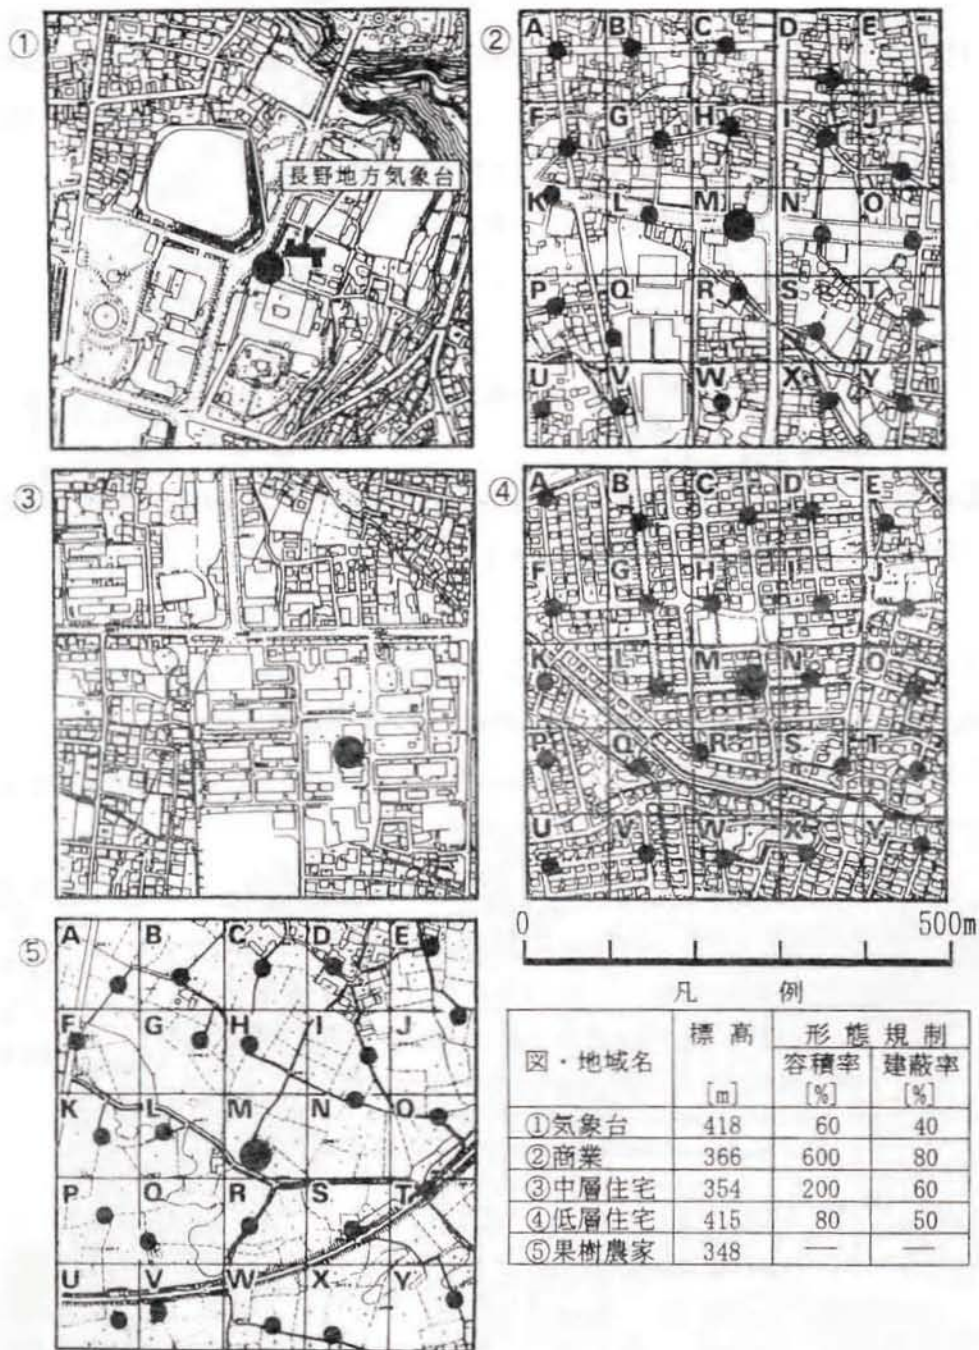 ①
長野地方気象台
②
A B C D E
F G H I J
K L M N O
P Q R S T
U V W X Y
③
④
A B C D E
F G H I J
K L M N O
P Q R S T
U V W X Y
⑤
A B C D E
F G H I J
K L M N O
P Q R S T
U V W X Y
0 500m
凡 例
図・地域名 標高 [m] 形態規制
容積率 [%] 建蔽率 [%]
①気象台 418 60 40
②商業 366 600 80
③中層住宅 354 200 60
④低層住宅 415 80 50
⑤果樹農家 348 — —